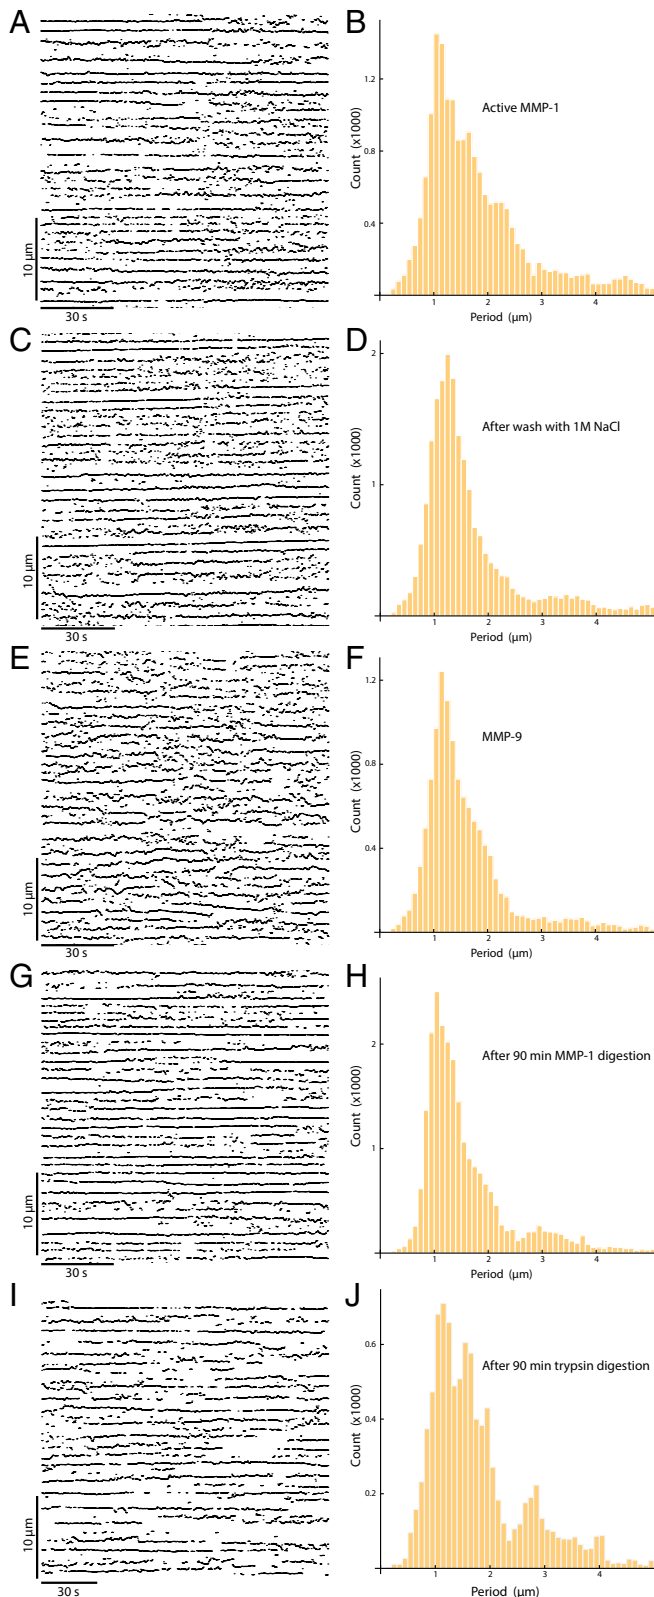 A
10 µm
30 s
B
Count (x1000)
1.2
0.8
0.4
Active MMP-1
1 2 3 4
Period (µm)
C
10 µm
30 s
D
Count (x1000)
2
1
After wash with 1M NaCl
1 2 3 4
Period (µm)
E
10 µm
30 s
F
Count (x1000)
1.2
0.8
0.4
MMP-9
1 2 3 4
Period (µm)
G
10 µm
30 s
H
Count (x1000)
2
1
After 90 min MMP-1 digestion
1 2 3 4
Period (µm)
I
10 µm
30 s
J
Count (x1000)
0.6
0.4
0.2
After 90 min trypsin digestion
1 2 3 4
Period (µm)